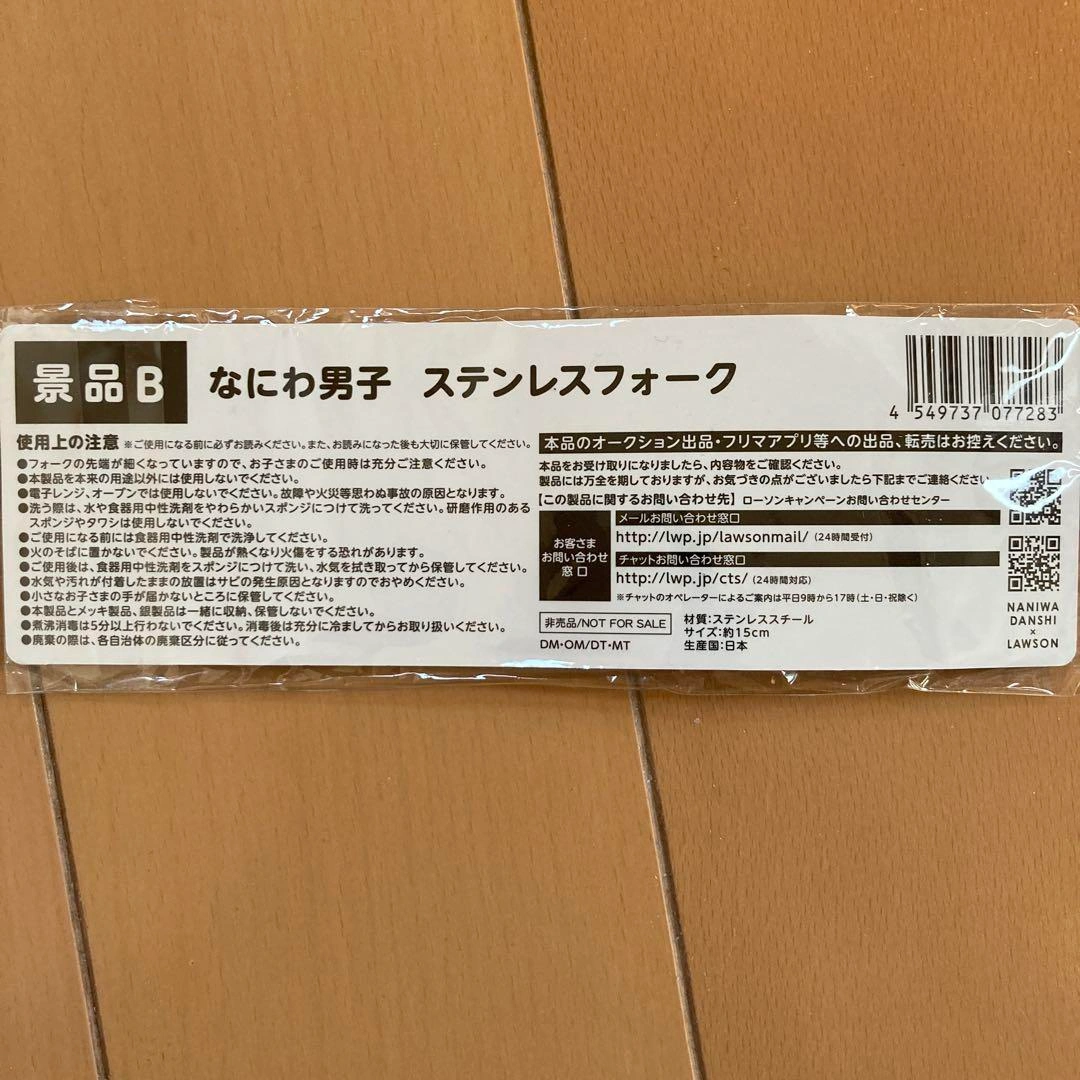 景品B
なにわ男子 ステンレスフォーク
4 549737 077283
使用上の注意 ※ご使用になる前に必ずお読みください。また、お読みになった後も大切に保管してください。
●フォークの先端が細くなっていますので、お子さまのご使用時は充分ご注意ください。
●本製品を本来の用途以外には使用しないでください。
●電子レンジ、オーブンでは使用しないでください。故障や火災等思わぬ事故の原因となります。
●洗う際は、水や食器用中性洗剤をやわらかいスポンジにつけて洗ってください。研磨作用のある
スポンジやタワシは使用しないでください。
●ご使用になる前には食器用中性洗剤で洗浄してください。
●火のそばに置かないでください。製品が熱くなり火傷をする恐れがあります。
●ご使用後は、食器用中性洗剤をスポンジにつけて洗い、水気を拭き取ってから保管してください。
●水気や汚れが付着したままの放置はサビの発生原因となりますのでおやめください。
●小さなお子さまの手が届かないところに保管してください。
●本製品とメッキ製品、銀製品は一緒に収納、保管しないでください。
●煮沸消毒は5分以上行わないでください。消毒後は充分に冷ましてからお取り扱いください。
●廃棄の際は、各自治体の廃棄区分に従ってください。
本品のオークション出品・フリマアプリ等への出品、転売はお控えください。
本品をお受け取りになりましたら、内容物をご確認ください。
製品には万全を期しておりますが、お気づきの点がございましたら下記までご連絡ください。
【この製品に関するお問い合わせ先】 ローソンキャンペーンお問い合わせセンター
お客さま
お問い合わせ
窓口
メールお問い合わせ窓口
http://lwp.jp/lawsonmail/ (24時間受付)
チャットお問い合わせ窓口
http://lwp.jp/cts/ (24時間対応)
※チャットのオペレーターによるご案内は平日9時から17時(土・日・祝除く)
非売品/NOT FOR SALE
DM・OM/DT・MT
材質:ステンレススチール
サイズ:約15cm
生産国:日本
NANIWA
DANSHI
×
LAWSON